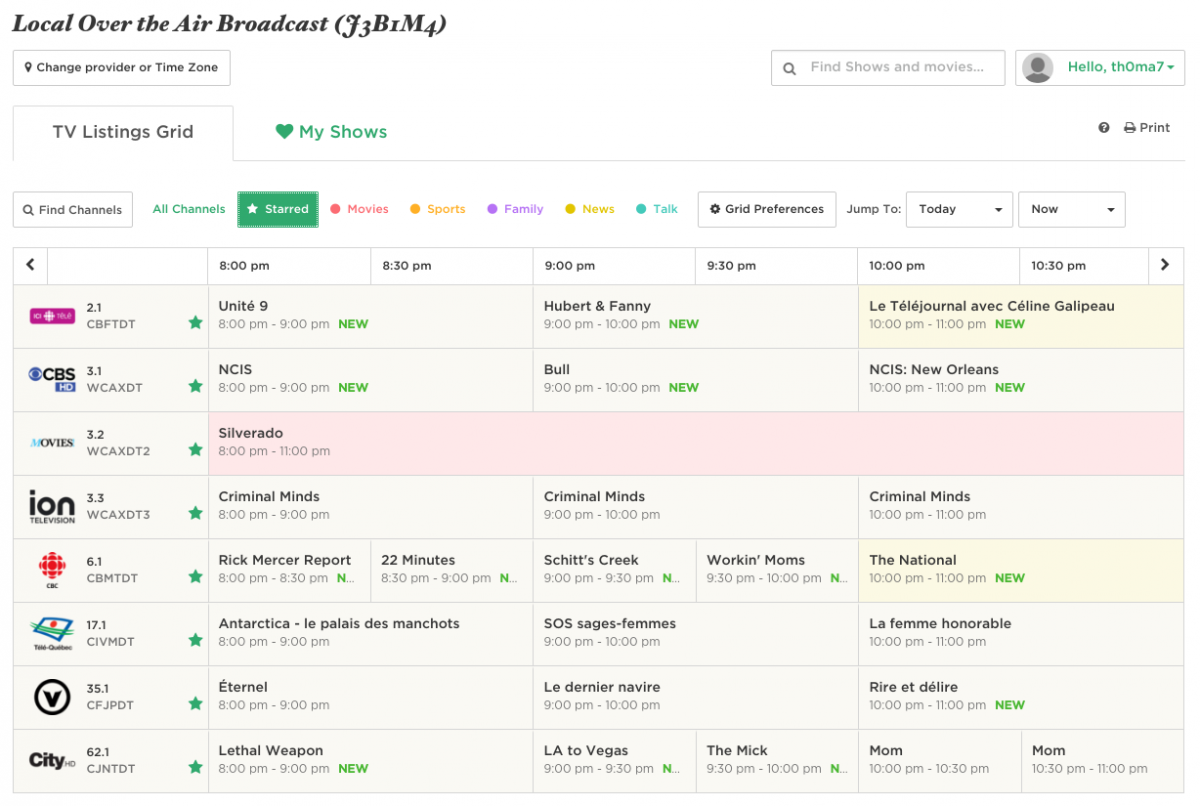 Local Over the Air Broadcast (J3B1M4)
Change provider or Time Zone
Find Shows and movies...
Hello, th0ma7
TV Listings Grid
My Shows
Print
Find Channels
All Channels
Starred
Movies
Sports
Family
News
Talk
Grid Preferences
Jump To:
Today
Now
8:00 pm
8:30 pm
9:00 pm
9:30 pm
10:00 pm
10:30 pm
ICI TÉLÉ
2.1
CBFTDT
Unité 9
8:00 pm - 9:00 pm NEW
Hubert & Fanny
9:00 pm - 10:00 pm NEW
Le Téléjournal avec Céline Galipeau
10:00 pm - 11:00 pm NEW
CBS
HD
3.1
WCAXDT
NCIS
8:00 pm - 9:00 pm NEW
Bull
9:00 pm - 10:00 pm NEW
NCIS: New Orleans
10:00 pm - 11:00 pm NEW
MOVIES
3.2
WCAXDT2
Silverado
8:00 pm - 11:00 pm
ion
TELEVISION
3.3
WCAXDT3
Criminal Minds
8:00 pm - 9:00 pm
Criminal Minds
9:00 pm - 10:00 pm
Criminal Minds
10:00 pm - 11:00 pm
CBC
6.1
CBMTDT
Rick Mercer Report
8:00 pm - 8:30 pm N...
22 Minutes
8:30 pm - 9:00 pm N...
Schitt's Creek
9:00 pm - 9:30 pm N...
Workin' Moms
9:30 pm - 10:00 pm N...
The National
10:00 pm - 11:00 pm NEW
Télé-Québec
17.1
CIVMDT
Antarctica - le palais des manchots
8:00 pm - 9:00 pm
SOS sages-femmes
9:00 pm - 10:00 pm
La femme honorable
10:00 pm - 11:00 pm
V
35.1
CFJPDT
Éternel
8:00 pm - 9:00 pm
Le dernier navire
9:00 pm - 10:00 pm
Rire et délire
10:00 pm - 11:00 pm NEW
City HD
62.1
CJNTDT
Lethal Weapon
8:00 pm - 9:00 pm NEW
LA to Vegas
9:00 pm - 9:30 pm N...
The Mick
9:30 pm - 10:00 pm N...
Mom
10:00 pm - 10:30 pm
Mom
10:30 pm - 11:00 pm